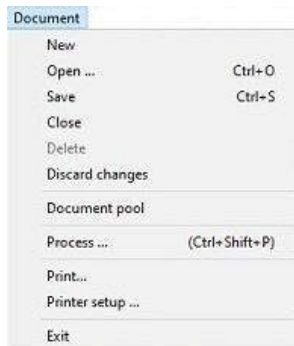 Document
New
Open ... Ctrl+O
Save Ctrl+S
Close
Delete
Discard changes
Document pool
Process ... (Ctrl+Shift+P)
Print...
Printer setup ...
Exit